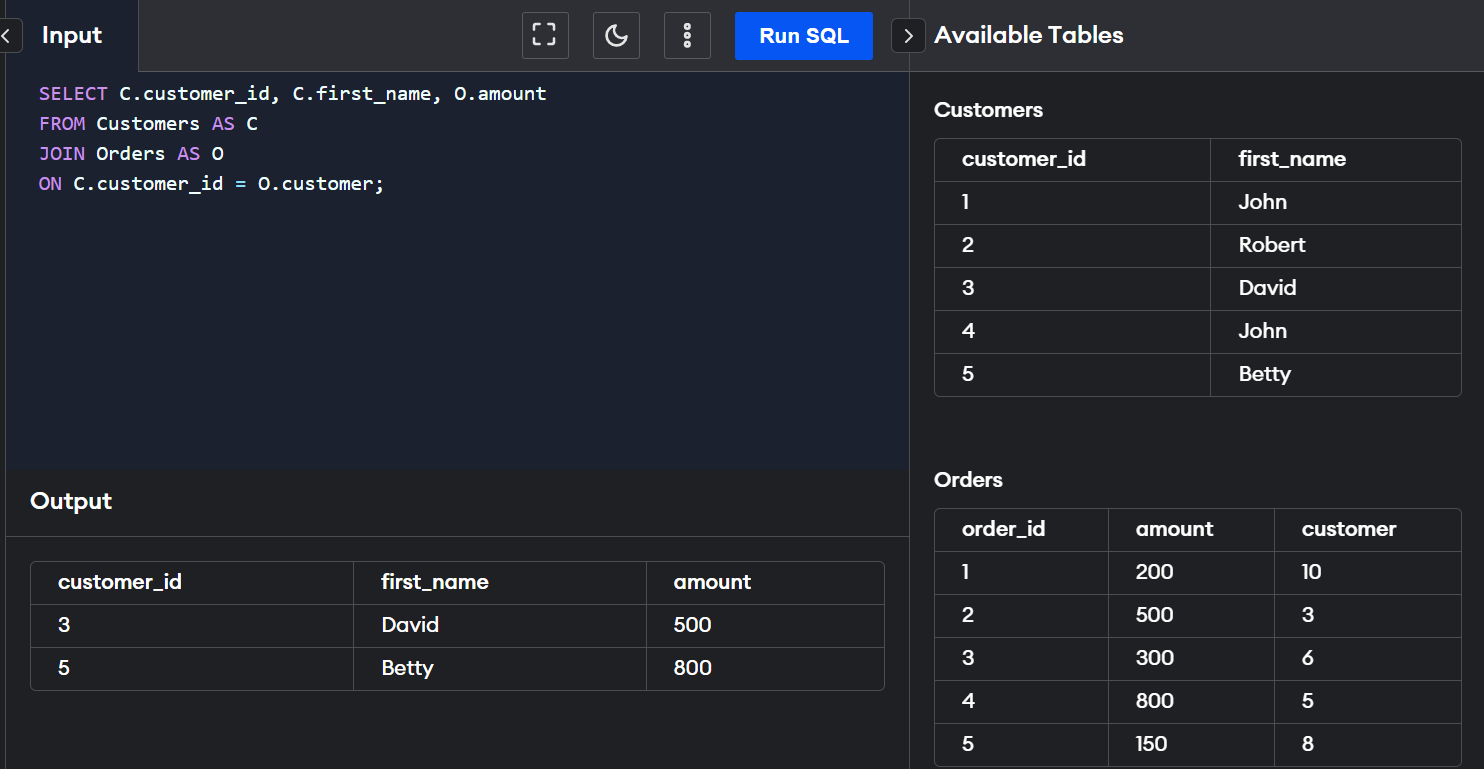 Input
Run SQL
SELECT C.customer_id, C.first_name, O.amount
FROM Customers AS C
JOIN Orders AS O
ON C.customer_id = O.customer;
Output
customer_id first_name amount
3 David 500
5 Betty 800
Available Tables
Customers
customer_id first_name
1 John
2 Robert
3 David
4 John
5 Betty
Orders
order_id amount customer
1 200 10
2 500 3
3 300 6
4 800 5
5 150 8